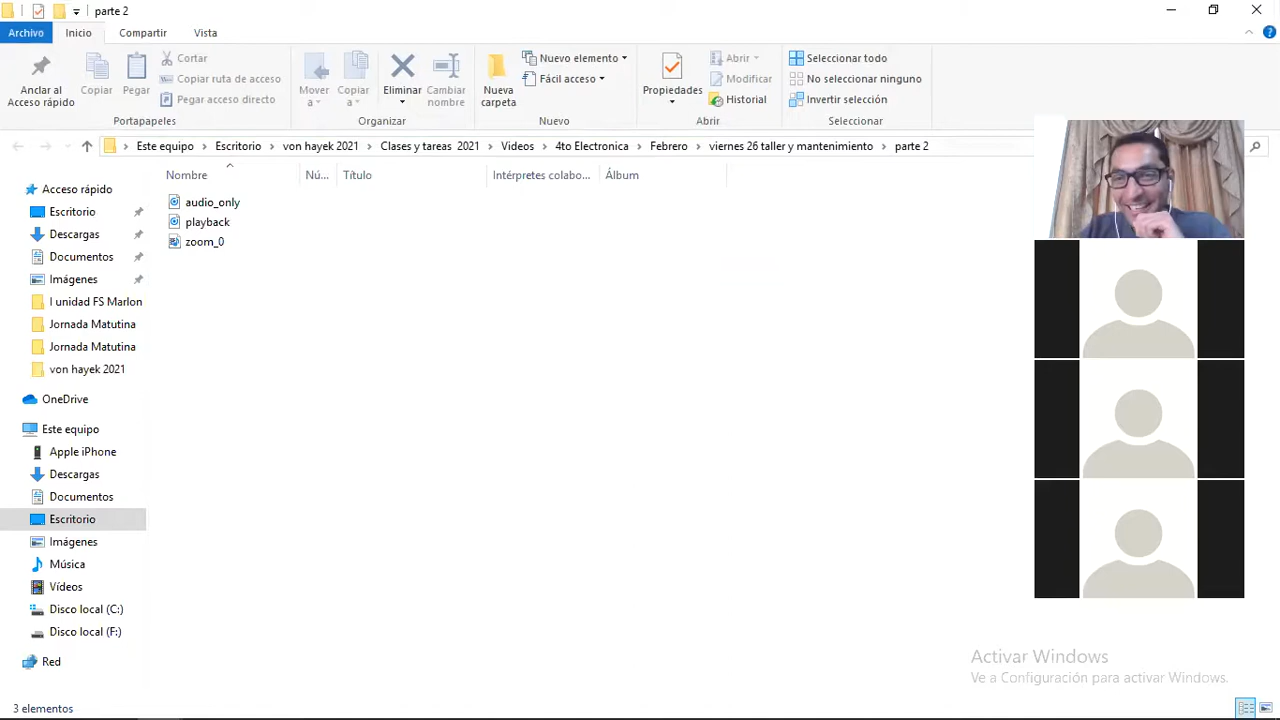 parte 2
Archivo Inicio Compartir Vista
Anclar al Acceso rápido
Copiar
Pegar
Cortar
Copiar ruta de acceso
Pegar acceso directo
Portapapeles
Mover a
Copiar a
Eliminar
Cambiar nombre
Organizar
Nueva carpeta
Nuevo elemento
Fácil acceso
Nuevo
Propiedades
Abrir
Modificar
Historial
Abrir
Seleccionar todo
No seleccionar ninguno
Invertir selección
Seleccionar
Este equipo › Escritorio › von hayek 2021 › Clases y tareas 2021 › Videos › 4to Electronica › Febrero › viernes 26 taller y mantenimiento › parte 2
Nombre Nú... Título Intérpretes colabo... Álbum
audio_only
playback
zoom_0
Acceso rápido
Escritorio
Descargas
Documentos
Imágenes
I unidad FS Marlon
Jornada Matutina
Jornada Matutina
von hayek 2021
OneDrive
Este equipo
Apple iPhone
Descargas
Documentos
Escritorio
Imágenes
Música
Vídeos
Disco local (C:)
Disco local (F:)
Red
Activar Windows
Ve a Configuración para activar Windows.
3 elementos